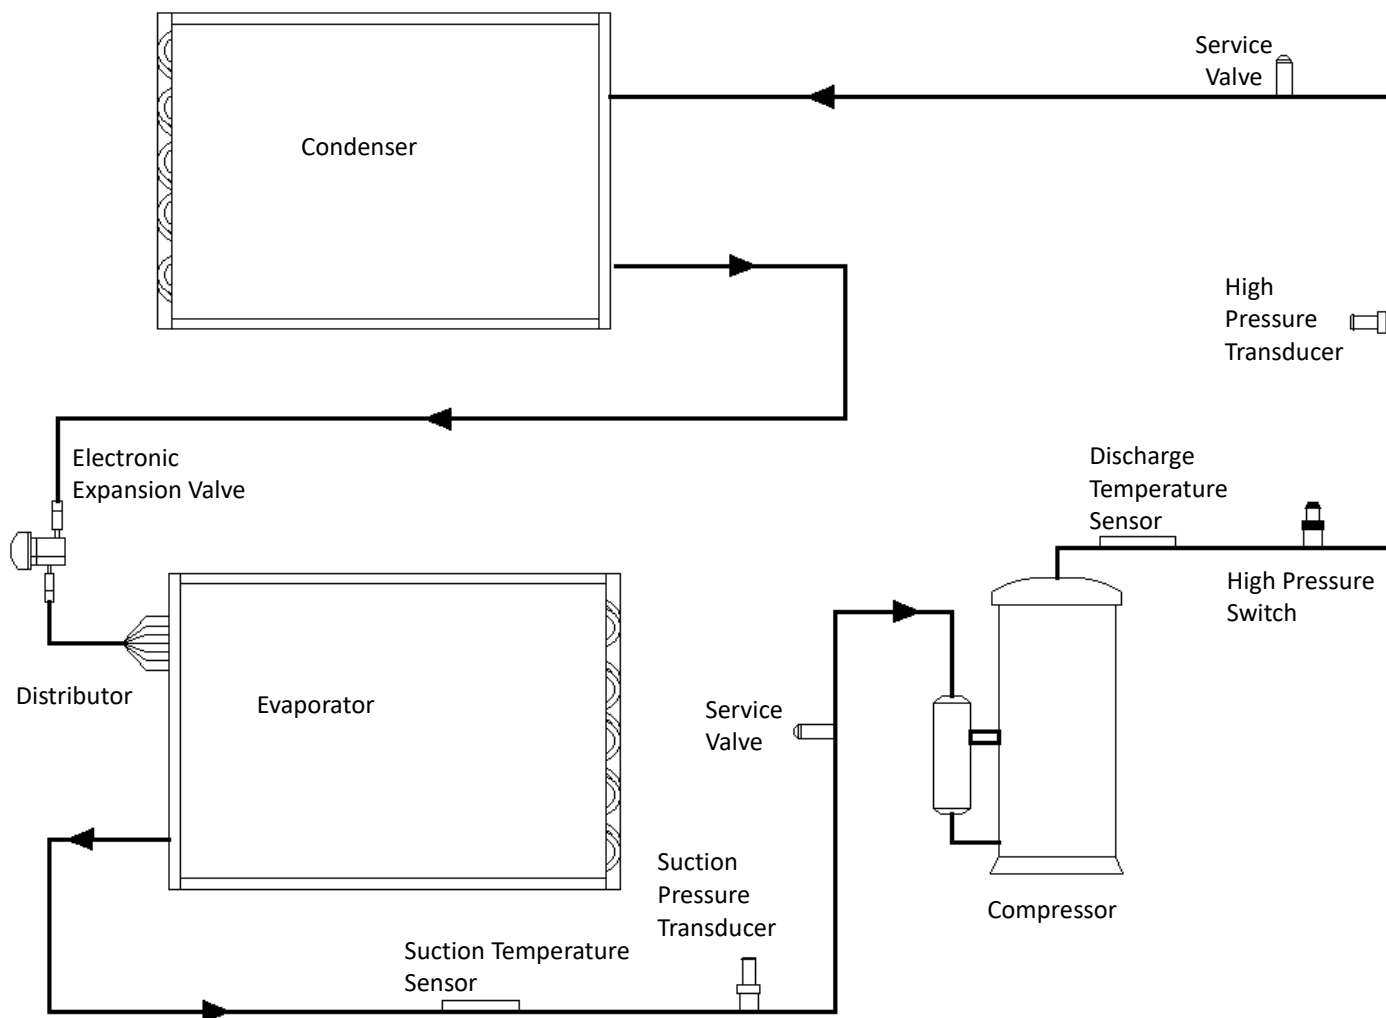 Service
Valve
Condenser
High
Pressure
Transducer
Electronic
Expansion Valve
Discharge
Temperature
Sensor
High Pressure
Switch
Distributor
Evaporator
Service
Valve
Suction
Pressure
Transducer
Compressor
Suction Temperature
Sensor